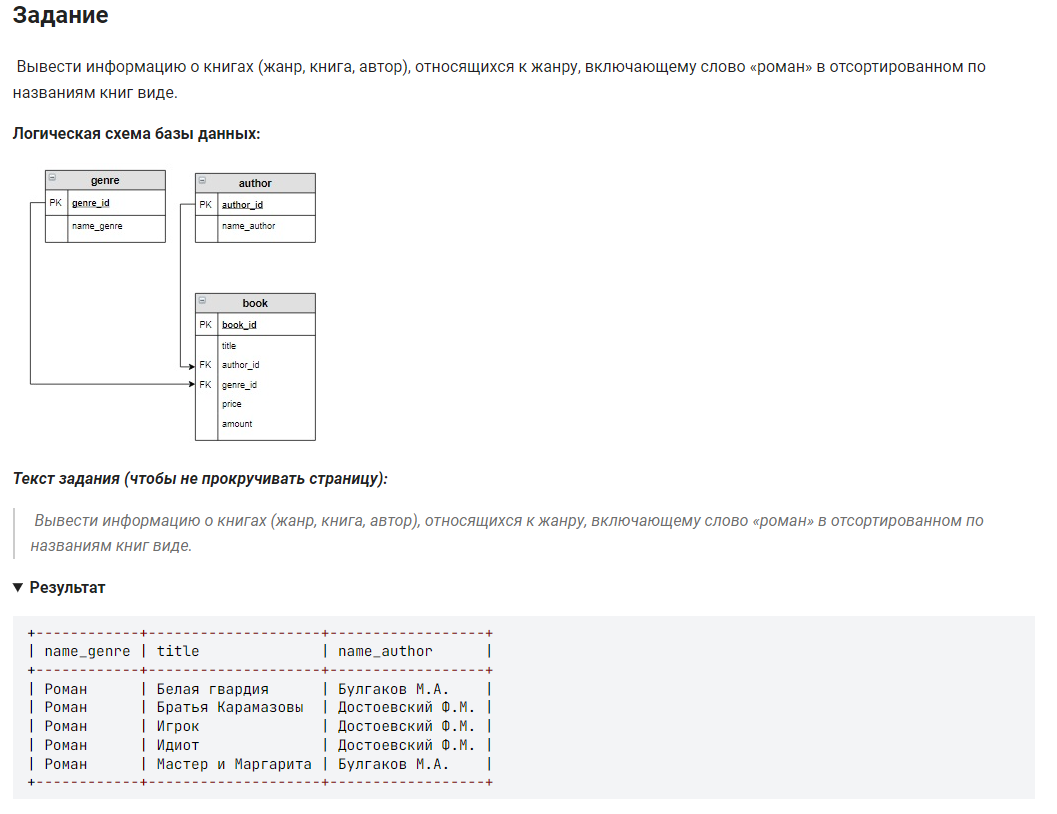 Задание
Вывести информацию о книгах (жанр, книга, автор), относящихся к жанру, включающему слово «роман» в отсортированном по
названиям книг виде.
Логическая схема базы данных:
genre
PK genre_id
name_genre
author
PK author_id
name_author
book
PK book_id
title
FK author_id
FK genre_id
price
amount
Текст задания (чтобы не прокручивать страницу):
Вывести информацию о книгах (жанр, книга, автор), относящихся к жанру, включающему слово «роман» в отсортированном по
названиям книг виде.
▼ Результат
+------------+--------------------+------------------+
| name_genre | title              | name_author      |
+------------+--------------------+------------------+
| Роман      | Белая гвардия      | Булгаков М.А.    |
| Роман      | Братья Карамазовы  | Достоевский Ф.М. |
| Роман      | Игрок              | Достоевский Ф.М. |
| Роман      | Идиот              | Достоевский Ф.М. |
| Роман      | Мастер и Маргарита | Булгаков М.А.    |
+------------+--------------------+------------------+